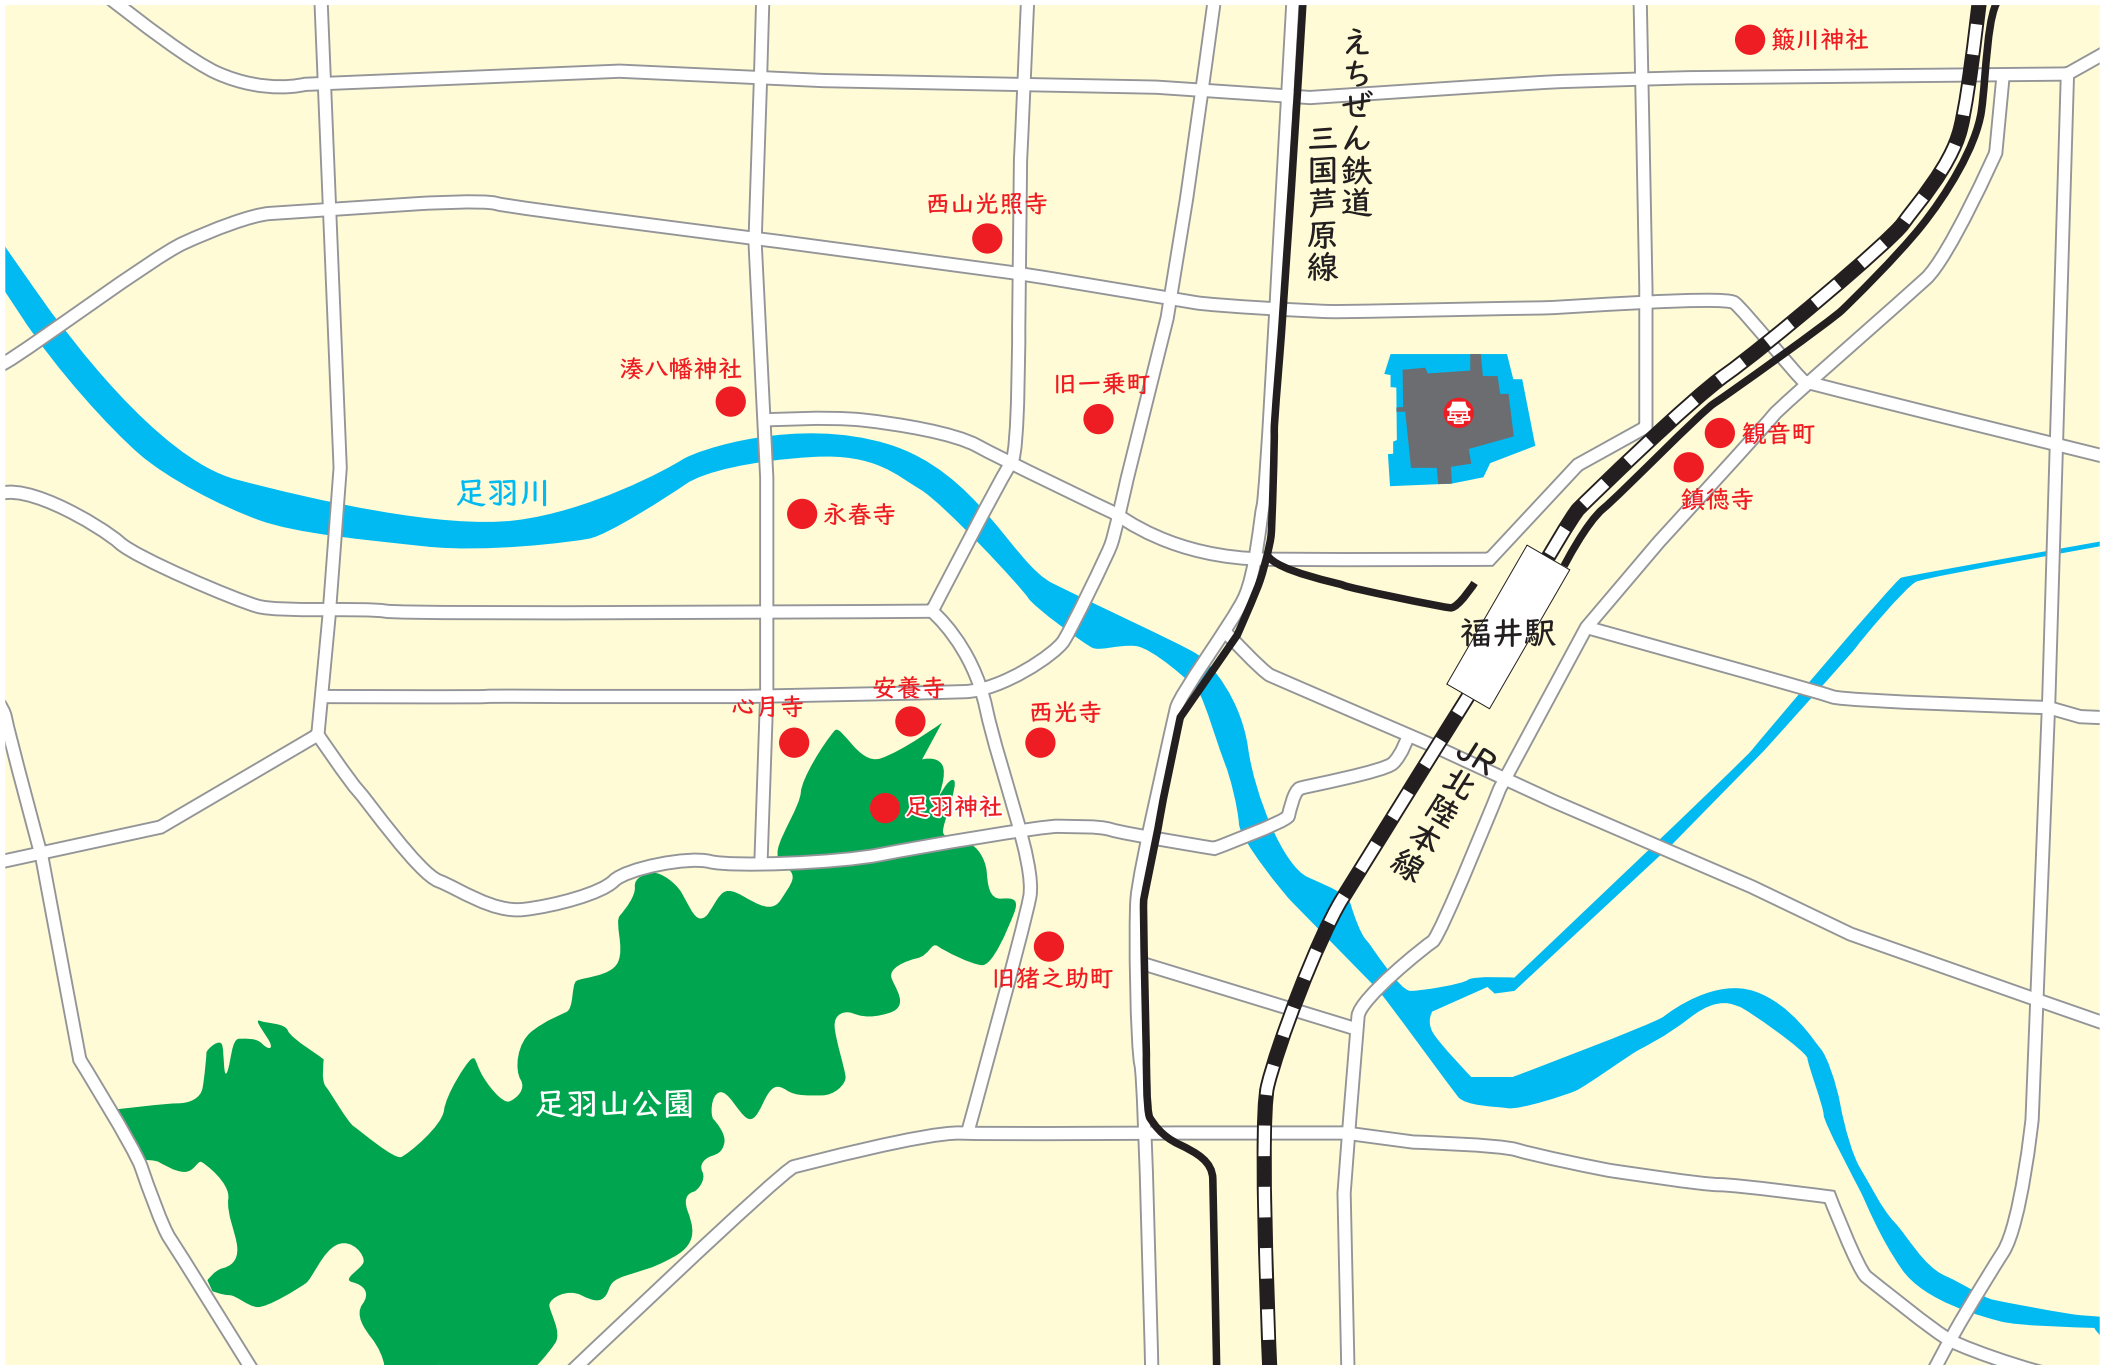 簸川神社
えちぜん鉄道
三国芦原線
西山光照寺
湊八幡神社
旧一乗町
観音町
鎮徳寺
足羽川
永春寺
福井駅
安養寺
心月寺
西光寺
JR北陸本線
足羽神社
旧猪之助町
足羽山公園